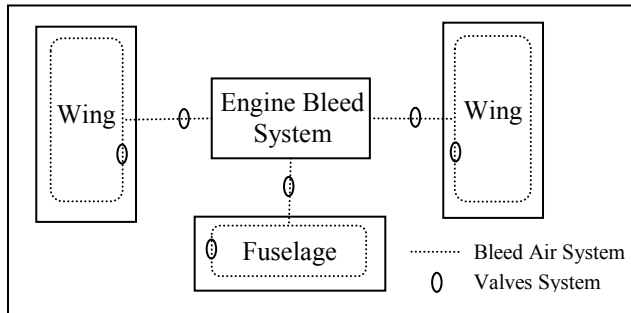 Wing
Engine Bleed
System
Wing
Fuselage
Bleed Air System
Valves System